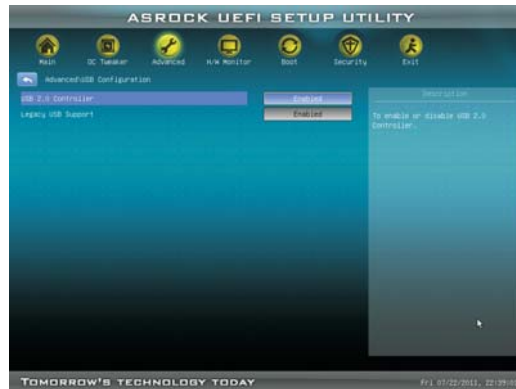 ASROCK UEFI SETUP UTILITY
Main OC Tweaker Advanced H/W Monitor Boot Security Exit
Advanced\USB Configuration
USB 2.0 Controller Enabled
Legacy USB Support Enabled
Description
To enable or disable USB 2.0
Controller.
TOMORROW'S TECHNOLOGY TODAY
Fri 07/22/2011, 22:39: